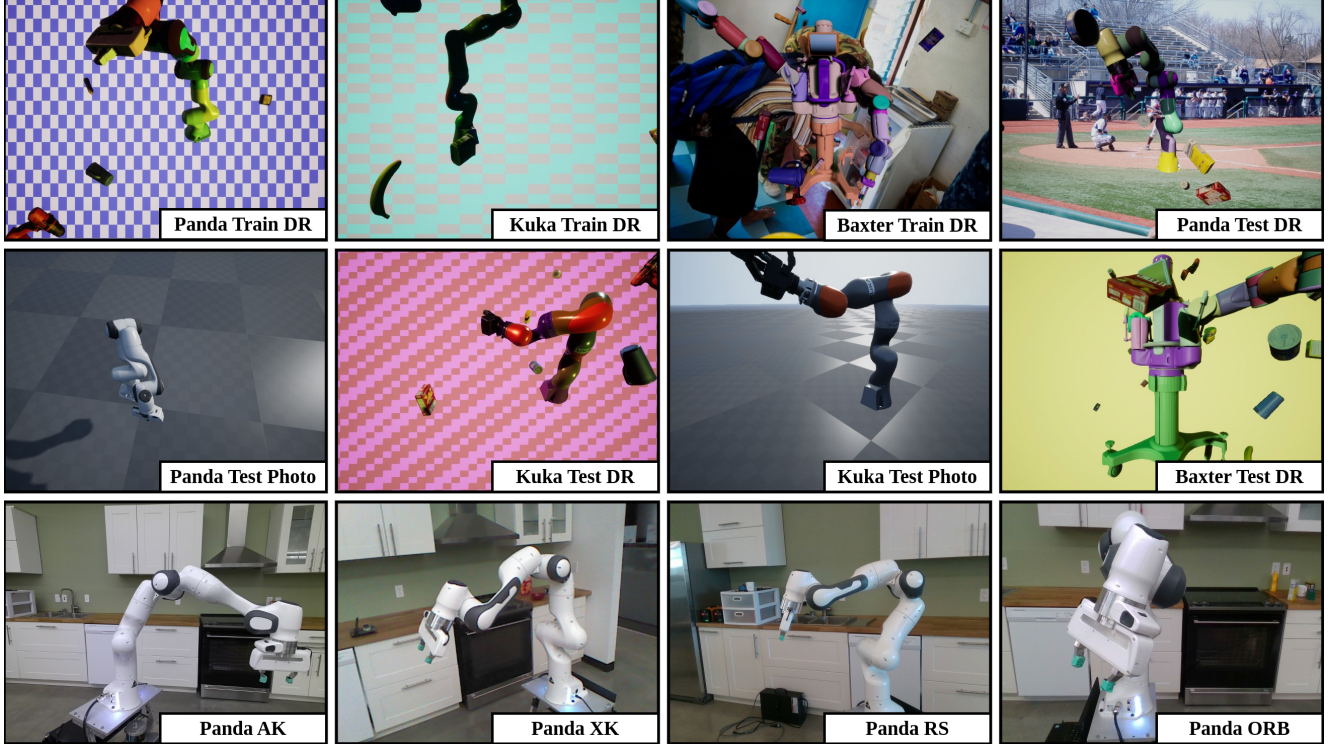 Panda Train DR
Kuka Train DR
Baxter Train DR
Panda Test DR
Panda Test Photo
Kuka Test DR
Kuka Test Photo
Baxter Test DR
Panda AK
Panda XK
Panda RS
Panda ORB